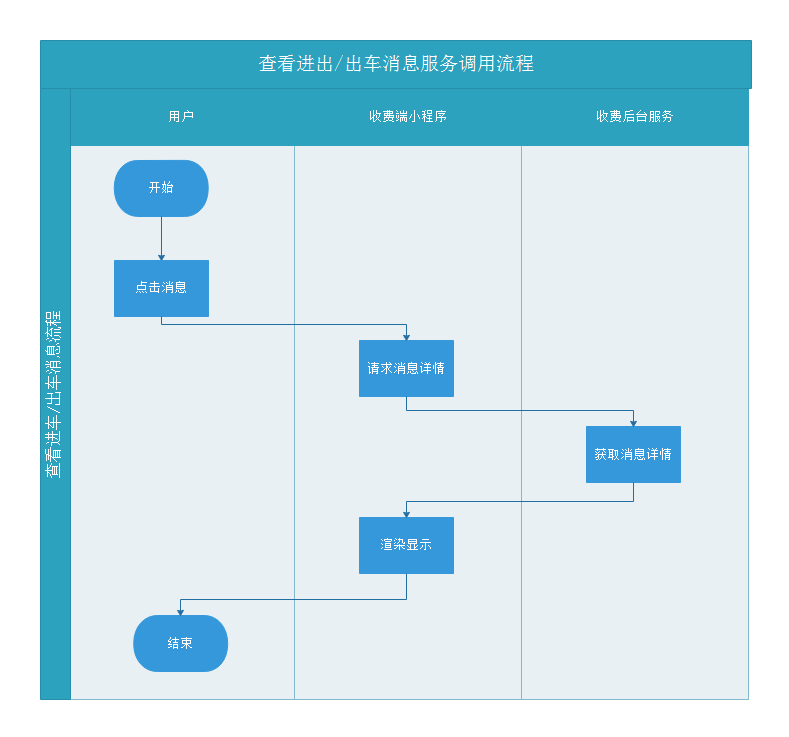 查看进出/出车消息服务调用流程
用户
收费端小程序
收费后台服务
查看进车/出车消息流程
开始
点击消息
请求消息详情
获取消息详情
渲染显示
结束